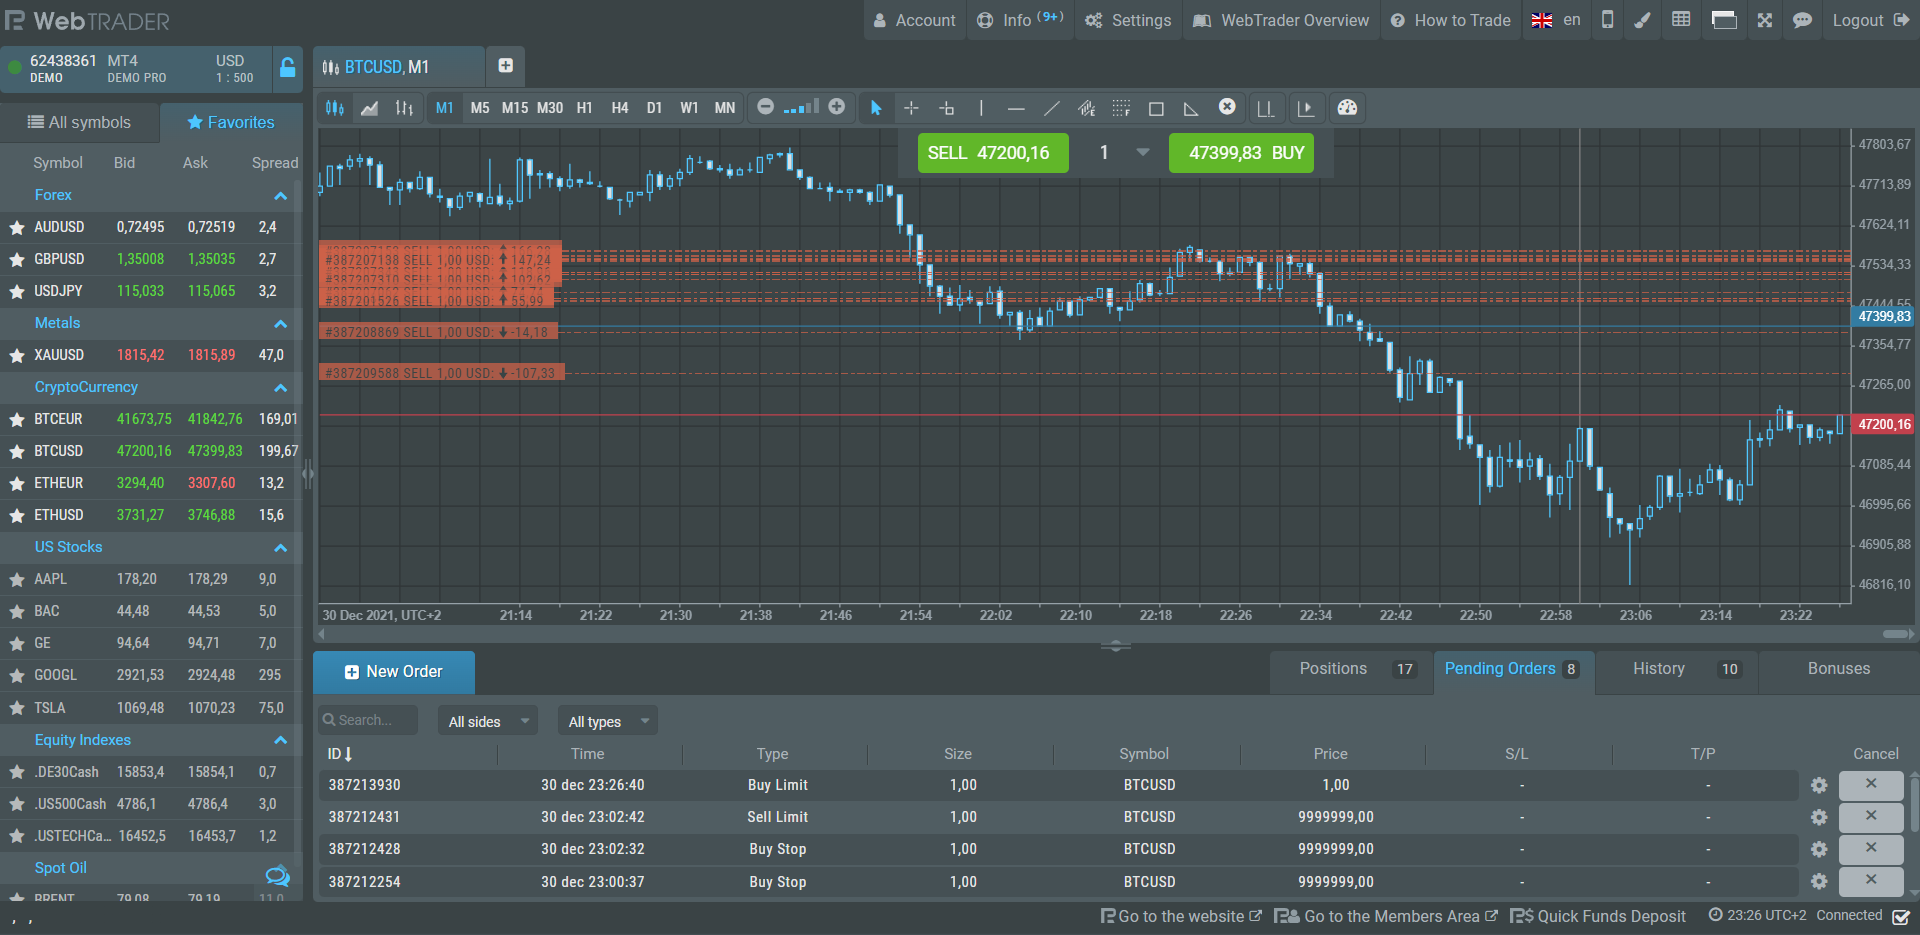 WebTRADER
Account
Info (9+)
Settings
WebTrader Overview
How to Trade
en
Logout
62438361 MT4 USD
DEMO DEMO PRO 1 : 500
BTCUSD, M1
All symbols
Favorites
M1 M5 M15 M30 H1 H4 D1 W1 MN
Symbol Bid Ask Spread
Forex
AUDUSD 0,72495 0,72519 2,4
GBPUSD 1,35008 1,35035 2,7
USDJPY 115,033 115,065 3,2
Metals
XAUUSD 1815,42 1815,89 47,0
CryptoCurrency
BTCEUR 41673,75 41842,76 169,01
BTCUSD 47200,16 47399,83 199,67
ETHEUR 3294,40 3307,60 13,2
ETHUSD 3731,27 3746,88 15,6
US Stocks
AAPL 178,20 178,29 9,0
BAC 44,48 44,53 5,0
GE 94,64 94,71 7,0
GOOGL 2921,53 2924,48 295
TSLA 1069,48 1070,23 75,0
Equity Indexes
.DE30Cash 15853,4 15854,1 0,7
.US500Cash 4786,1 4786,4 3,0
.USTECHCa... 16452,5 16453,7 1,2
Spot Oil
BRENT 79,08 79,19 11,0
SELL 47200,16
1
47399,83 BUY
#387207138 SELL 1,00 USD: 147,24
#387201526 SELL 1,00 USD: 55,99
#387208869 SELL 1,00 USD: -14,18
#387209588 SELL 1,00 USD: -107,33
47803,67
47713,89
47624,11
47534,33
47444,55
47399,83
47354,77
47265,00
47200,16
47085,44
46995,66
46905,88
46816,10
30 Dec 2021, UTC+2 21:14 21:22 21:30 21:38 21:46 21:54 22:02 22:10 22:18 22:26 22:34 22:42 22:50 22:58 23:06 23:14 23:22
New Order
Positions 17
Pending Orders 8
History 10
Bonuses
Search...
All sides
All types
ID Time Type Size Symbol Price S/L T/P Cancel
387213930 30 dec 23:26:40 Buy Limit 1,00 BTCUSD 1,00 - -
387212431 30 dec 23:02:42 Sell Limit 1,00 BTCUSD 9999999,00 - -
387212428 30 dec 23:02:32 Buy Stop 1,00 BTCUSD 9999999,00 - -
387212254 30 dec 23:00:37 Buy Stop 1,00 BTCUSD 9999999,00 - -
, ,
Go to the website
Go to the Members Area
Quick Funds Deposit
23:26 UTC+2 Connected